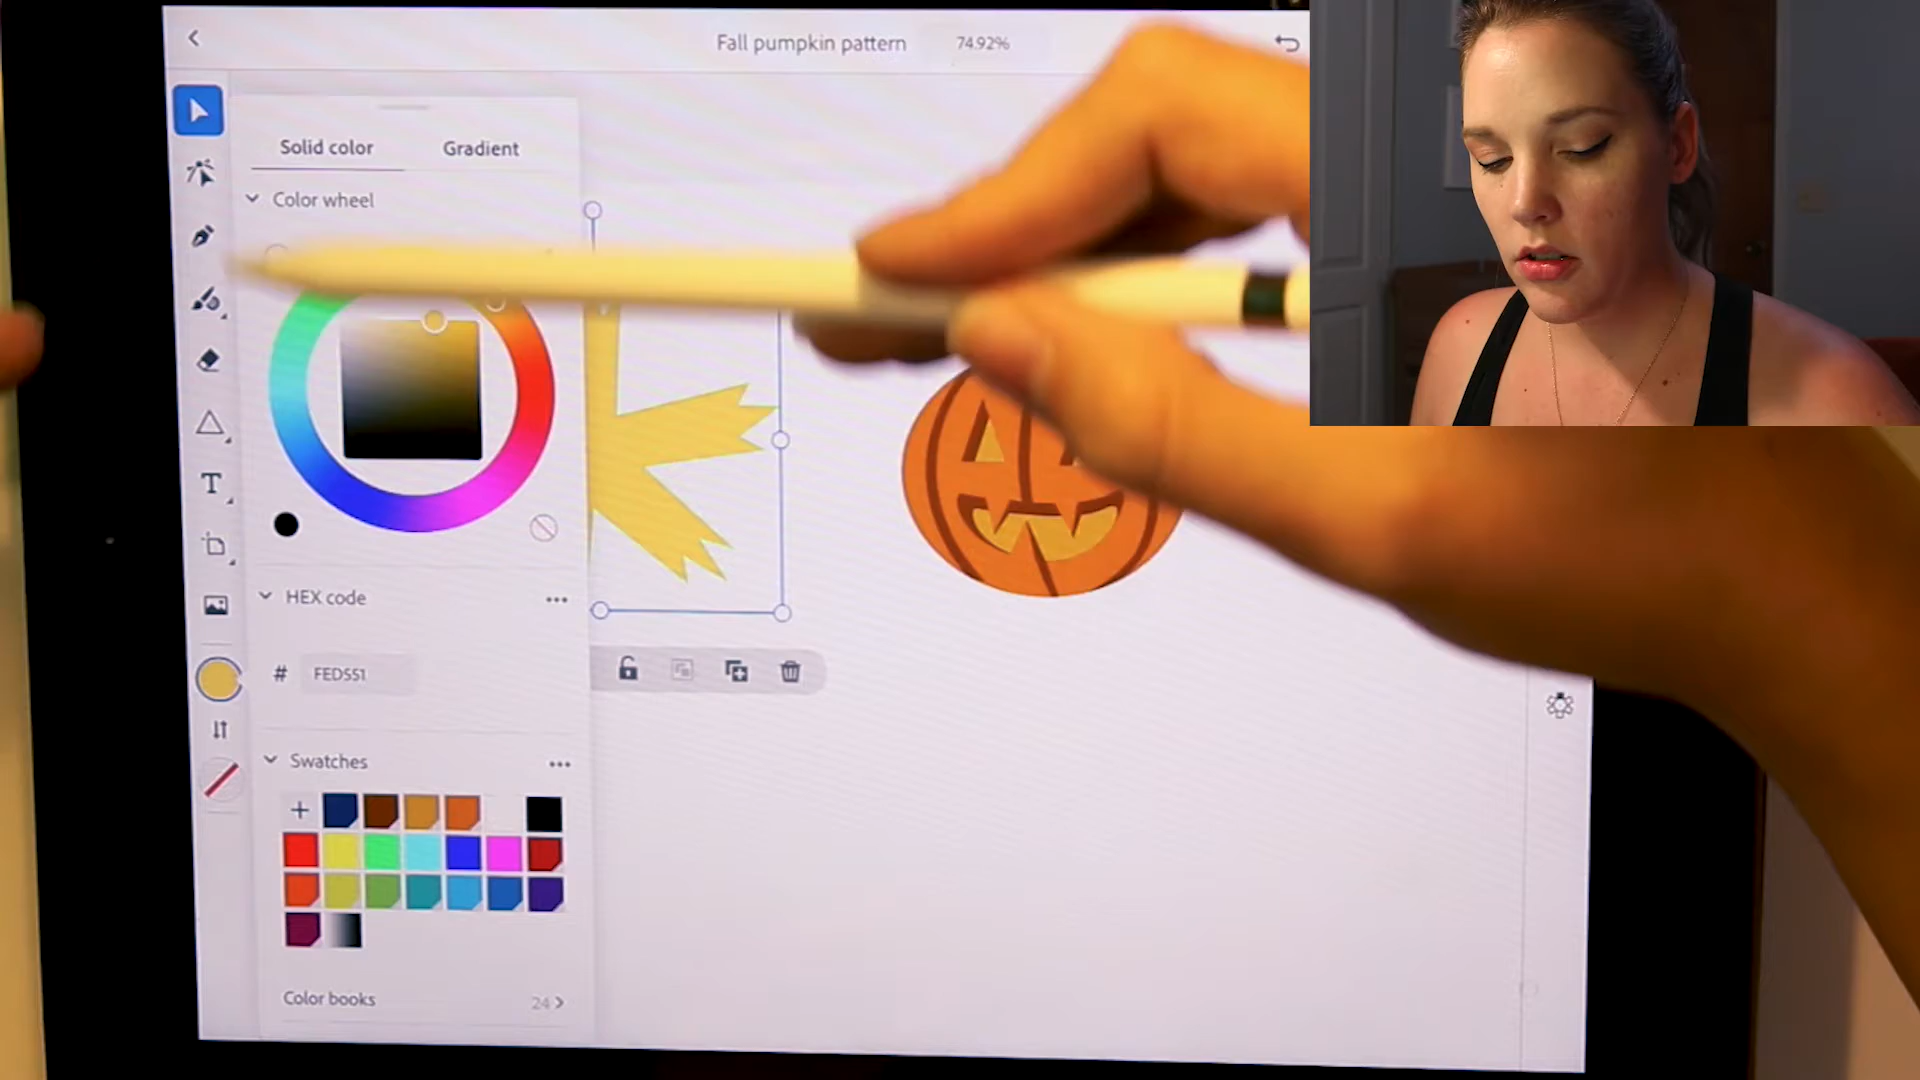 Fall pumpkin pattern 74.92%
Solid color Gradient
Color wheel
HEX code
# FED551
T
Swatches
Color books 24